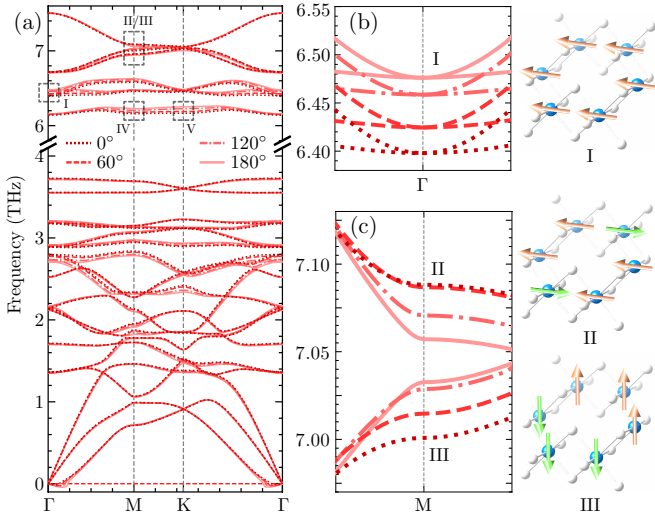 (a)
II/III
I
IV
V
0°
60°
120°
180°
7
6
4
3
2
1
0
Frequency (THz)
Γ
M
K
Γ
(b)
6.55
6.50
6.45
6.40
I
Γ
(c)
7.10
7.05
7.00
II
III
M
I
II
III